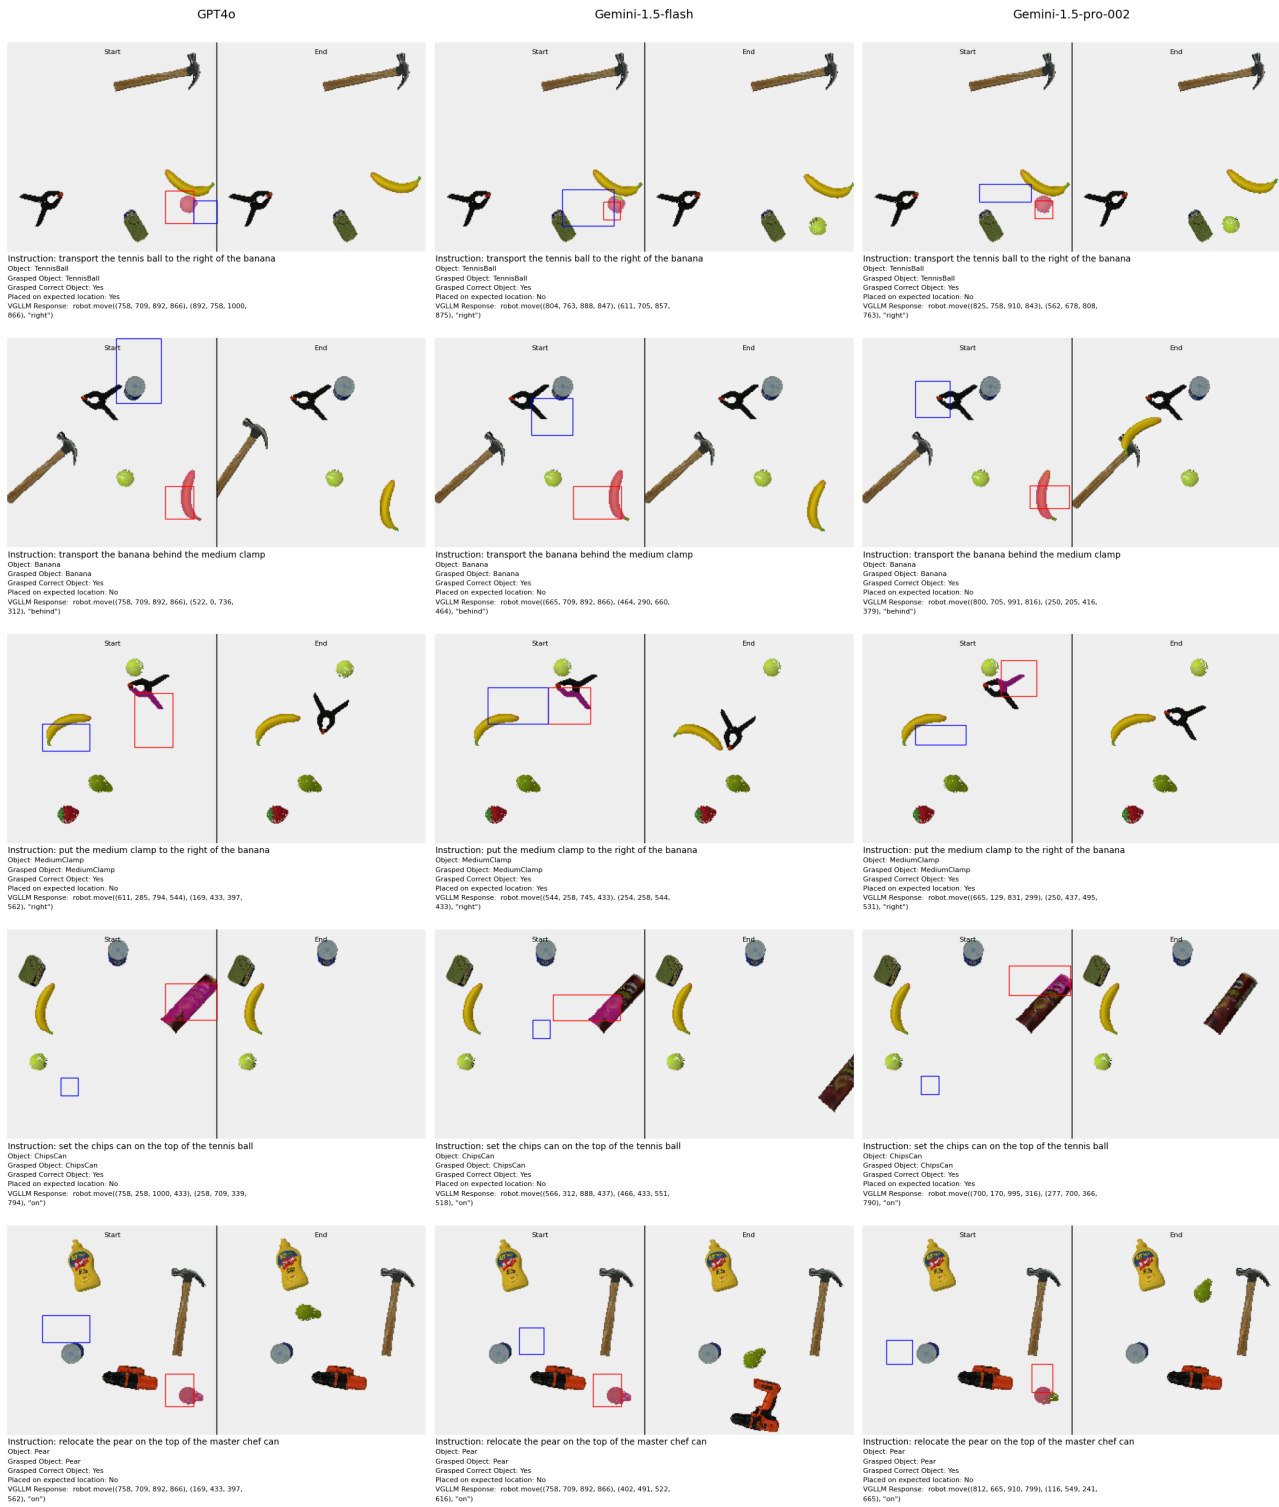 GPT4o
Gemini-1.5-flash
Gemini-1.5-pro-002
Start
End
Start
End
Start
End
Instruction: transport the tennis ball to the right of the banana
Object: TennisBall
Grasped Object: TennisBall
Grasped Correct Object: Yes
Placed on expected location: Yes
VGLLM Response:  robot.move((758, 709, 892, 866), (892, 758, 1000,
866), "right")
Instruction: transport the tennis ball to the right of the banana
Object: TennisBall
Grasped Object: TennisBall
Grasped Correct Object: Yes
Placed on expected location: No
VGLLM Response:  robot.move((804, 763, 888, 847), (611, 705, 857,
875), "right")
Instruction: transport the tennis ball to the right of the banana
Object: TennisBall
Grasped Object: TennisBall
Grasped Correct Object: Yes
Placed on expected location: No
VGLLM Response:  robot.move((825, 758, 910, 843), (562, 678, 808,
763), "right")
Start
End
Start
End
Start
End
Instruction: transport the banana behind the medium clamp
Object: Banana
Grasped Object: Banana
Grasped Correct Object: Yes
Placed on expected location: No
VGLLM Response:  robot.move((758, 709, 892, 866), (522, 0, 736,
312), "behind")
Instruction: transport the banana behind the medium clamp
Object: Banana
Grasped Object: Banana
Grasped Correct Object: Yes
Placed on expected location: No
VGLLM Response:  robot.move((665, 709, 892, 866), (464, 290, 660,
464), "behind")
Instruction: transport the banana behind the medium clamp
Object: Banana
Grasped Object: Banana
Grasped Correct Object: Yes
Placed on expected location: No
VGLLM Response:  robot.move((800, 705, 991, 816), (250, 205, 416,
379), "behind")
Start
End
Start
End
Start
End
Instruction: put the medium clamp to the right of the banana
Object: MediumClamp
Grasped Object: MediumClamp
Grasped Correct Object: Yes
Placed on expected location: No
VGLLM Response:  robot.move((611, 285, 794, 544), (169, 433, 397,
562), "right")
Instruction: put the medium clamp to the right of the banana
Object: MediumClamp
Grasped Object: MediumClamp
Grasped Correct Object: Yes
Placed on expected location: Yes
VGLLM Response:  robot.move((544, 258, 745, 433), (254, 258, 544,
433), "right")
Instruction: put the medium clamp to the right of the banana
Object: MediumClamp
Grasped Object: MediumClamp
Grasped Correct Object: Yes
Placed on expected location: Yes
VGLLM Response:  robot.move((665, 129, 831, 299), (250, 437, 495,
531), "right")
Start
End
Start
End
Start
End
Instruction: set the chips can on the top of the tennis ball
Object: ChipsCan
Grasped Object: ChipsCan
Grasped Correct Object: Yes
Placed on expected location: No
VGLLM Response:  robot.move((758, 258, 1000, 433), (258, 709, 339,
794), "on")
Instruction: set the chips can on the top of the tennis ball
Object: ChipsCan
Grasped Object: ChipsCan
Grasped Correct Object: Yes
Placed on expected location: No
VGLLM Response:  robot.move((566, 312, 888, 437), (466, 433, 551,
518), "on")
Instruction: set the chips can on the top of the tennis ball
Object: ChipsCan
Grasped Object: ChipsCan
Grasped Correct Object: Yes
Placed on expected location: Yes
VGLLM Response:  robot.move((700, 170, 995, 316), (277, 700, 366,
790), "on")
Start
End
Start
End
Start
End
Instruction: relocate the pear on the top of the master chef can
Object: Pear
Grasped Object: Pear
Grasped Correct Object: Yes
Placed on expected location: No
VGLLM Response:  robot.move((758, 709, 892, 866), (169, 433, 397,
562), "on")
Instruction: relocate the pear on the top of the master chef can
Object: Pear
Grasped Object: Pear
Grasped Correct Object: Yes
Placed on expected location: No
VGLLM Response:  robot.move((758, 709, 892, 866), (402, 491, 522,
616), "on")
Instruction: relocate the pear on the top of the master chef can
Object: Pear
Grasped Object: Pear
Grasped Correct Object: Yes
Placed on expected location: No
VGLLM Response:  robot.move((812, 665, 910, 799), (116, 549, 241,
665), "on")